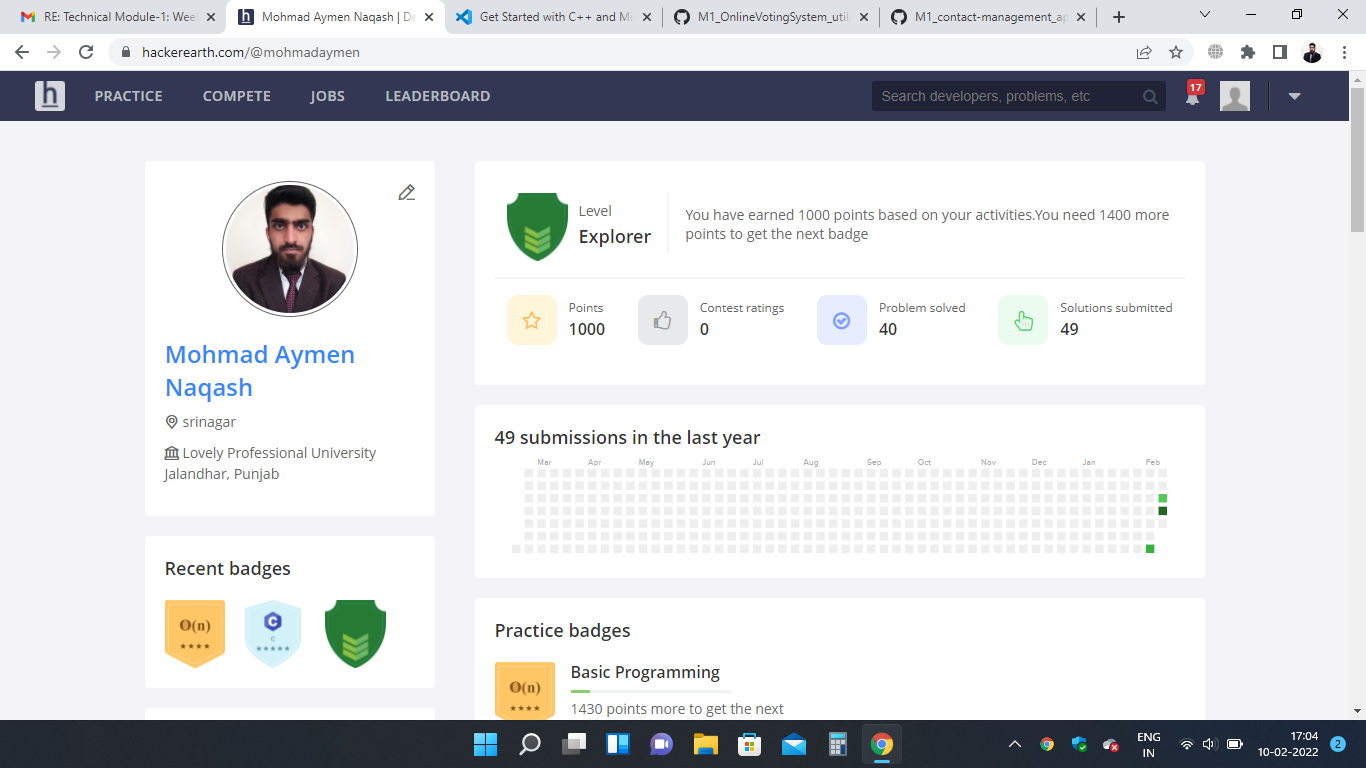 RE: Technical Module-1: Wee
Mohmad Aymen Naqash | De
Get Started with C++ and Mi
M1_OnlineVotingSystem_util
M1_contact-management_ap
hackerearth.com/@mohmadaymen
h PRACTICE COMPETE JOBS LEADERBOARD Search developers, problems, etc 17
Mohmad Aymen
Naqash
srinagar
Lovely Professional University
Jalandhar, Punjab
Recent badges
O(n)
C
C
Level
Explorer
You have earned 1000 points based on your activities.You need 1400 more
points to get the next badge
Points
1000
Contest ratings
0
Problem solved
40
Solutions submitted
49
49 submissions in the last year
Mar Apr May Jun Jul Aug Sep Oct Nov Dec Jan Feb
Practice badges
O(n)
Basic Programming
1430 points more to get the next
ENG
IN
17:04
10-02-2022
2